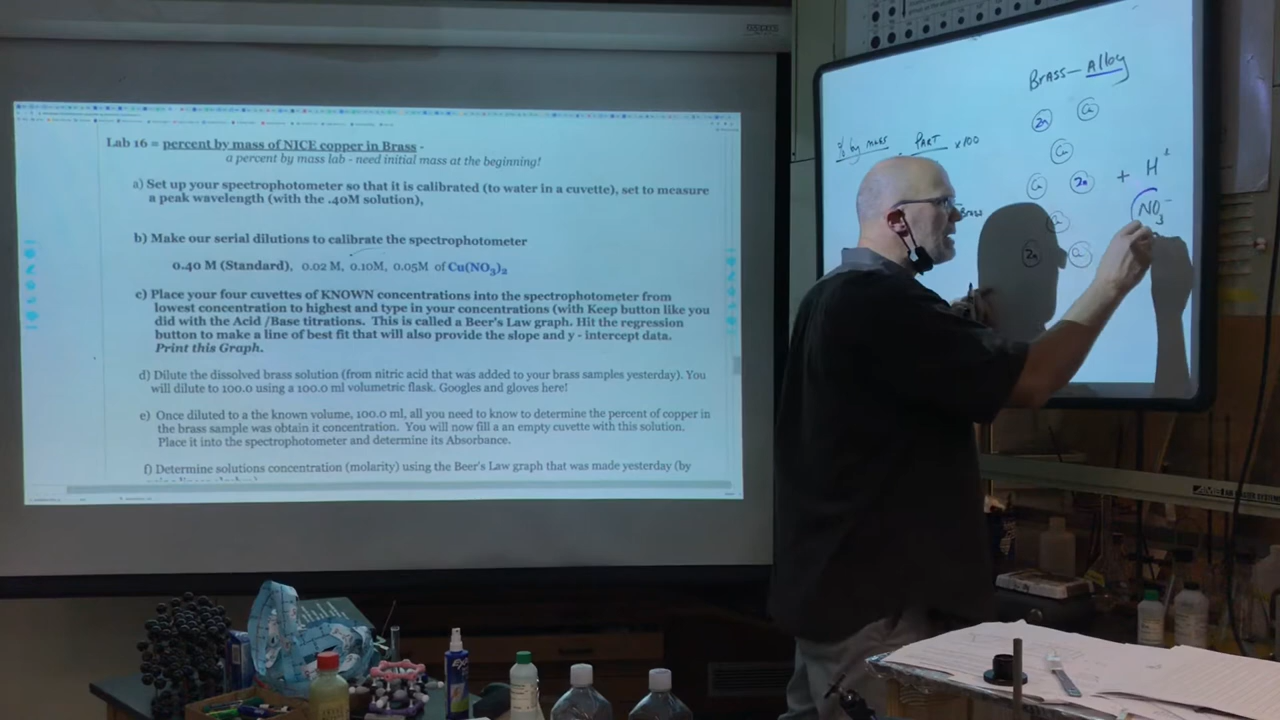 Lab 16 = percent by mass of NICE copper in Brass -
a percent by mass lab - need initial mass at the beginning!
a) Set up your spectrophotometer so that it is calibrated (to water in a cuvette), set to measure
a peak wavelength (with the .40M solution),
b) Make our serial dilutions to calibrate the spectrophotometer
0.40 M (Standard), 0.02 M, 0.10M, 0.05M of Cu(NO3)2
c) Place your four cuvettes of KNOWN concentrations into the spectrophotometer from
lowest concentration to highest and type in your concentrations (with Keep button like you
did with the Acid /Base titrations. This is called a Beer's Law graph. Hit the regression
button to make a line of best fit that will also provide the slope and y - intercept data.
Print this Graph.
d) Dilute the dissolved brass solution (from nitric acid that was added to your brass samples yesterday). You
will dilute to 100.0 using a 100.0 ml volumetric flask. Googles and gloves here!
e) Once diluted to a the known volume, 100.0 ml, all you need to know to determine the percent of copper in
the brass sample was obtain it concentration. You will now fill a an empty cuvette with this solution.
Place it into the spectrophotometer and determine its Absorbance.
f) Determine solutions concentration (molarity) using the Beer's Law graph that was made yesterday (by
Brass - Alloy
Zn Cu
Cu
% by mass PART x100
Cu Zn + H+
NO3-
Brass
Cu
Zn Cu
EXPO